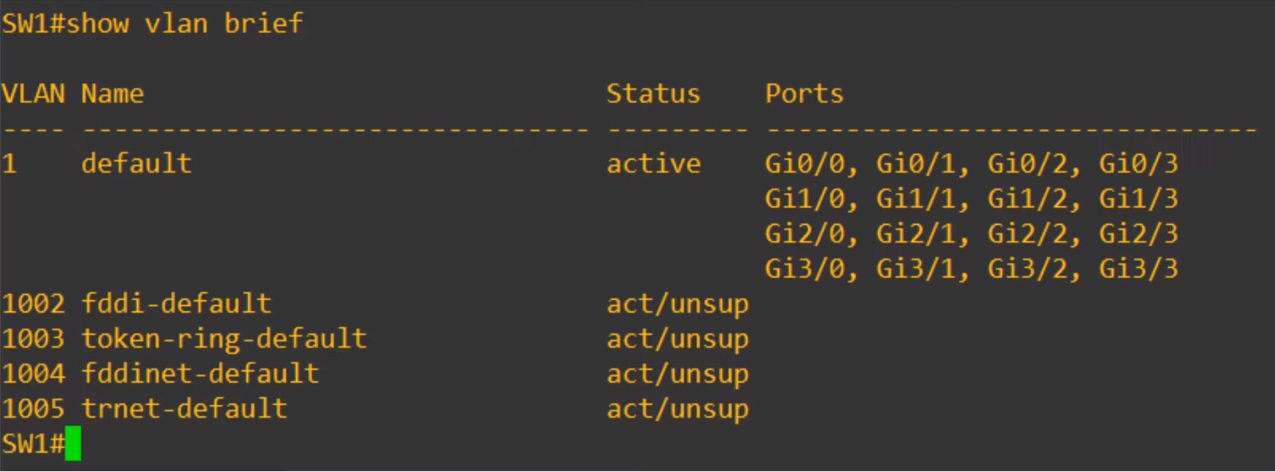 SW1#show vlan brief
VLAN Name                             Status    Ports
---- -------------------------------- --------- -------------------------------
1    default                          active    Gi0/0, Gi0/1, Gi0/2, Gi0/3
                                                Gi1/0, Gi1/1, Gi1/2, Gi1/3
                                                Gi2/0, Gi2/1, Gi2/2, Gi2/3
                                                Gi3/0, Gi3/1, Gi3/2, Gi3/3
1002 fddi-default                     act/unsup
1003 token-ring-default               act/unsup
1004 fddinet-default                  act/unsup
1005 trnet-default                    act/unsup
SW1#